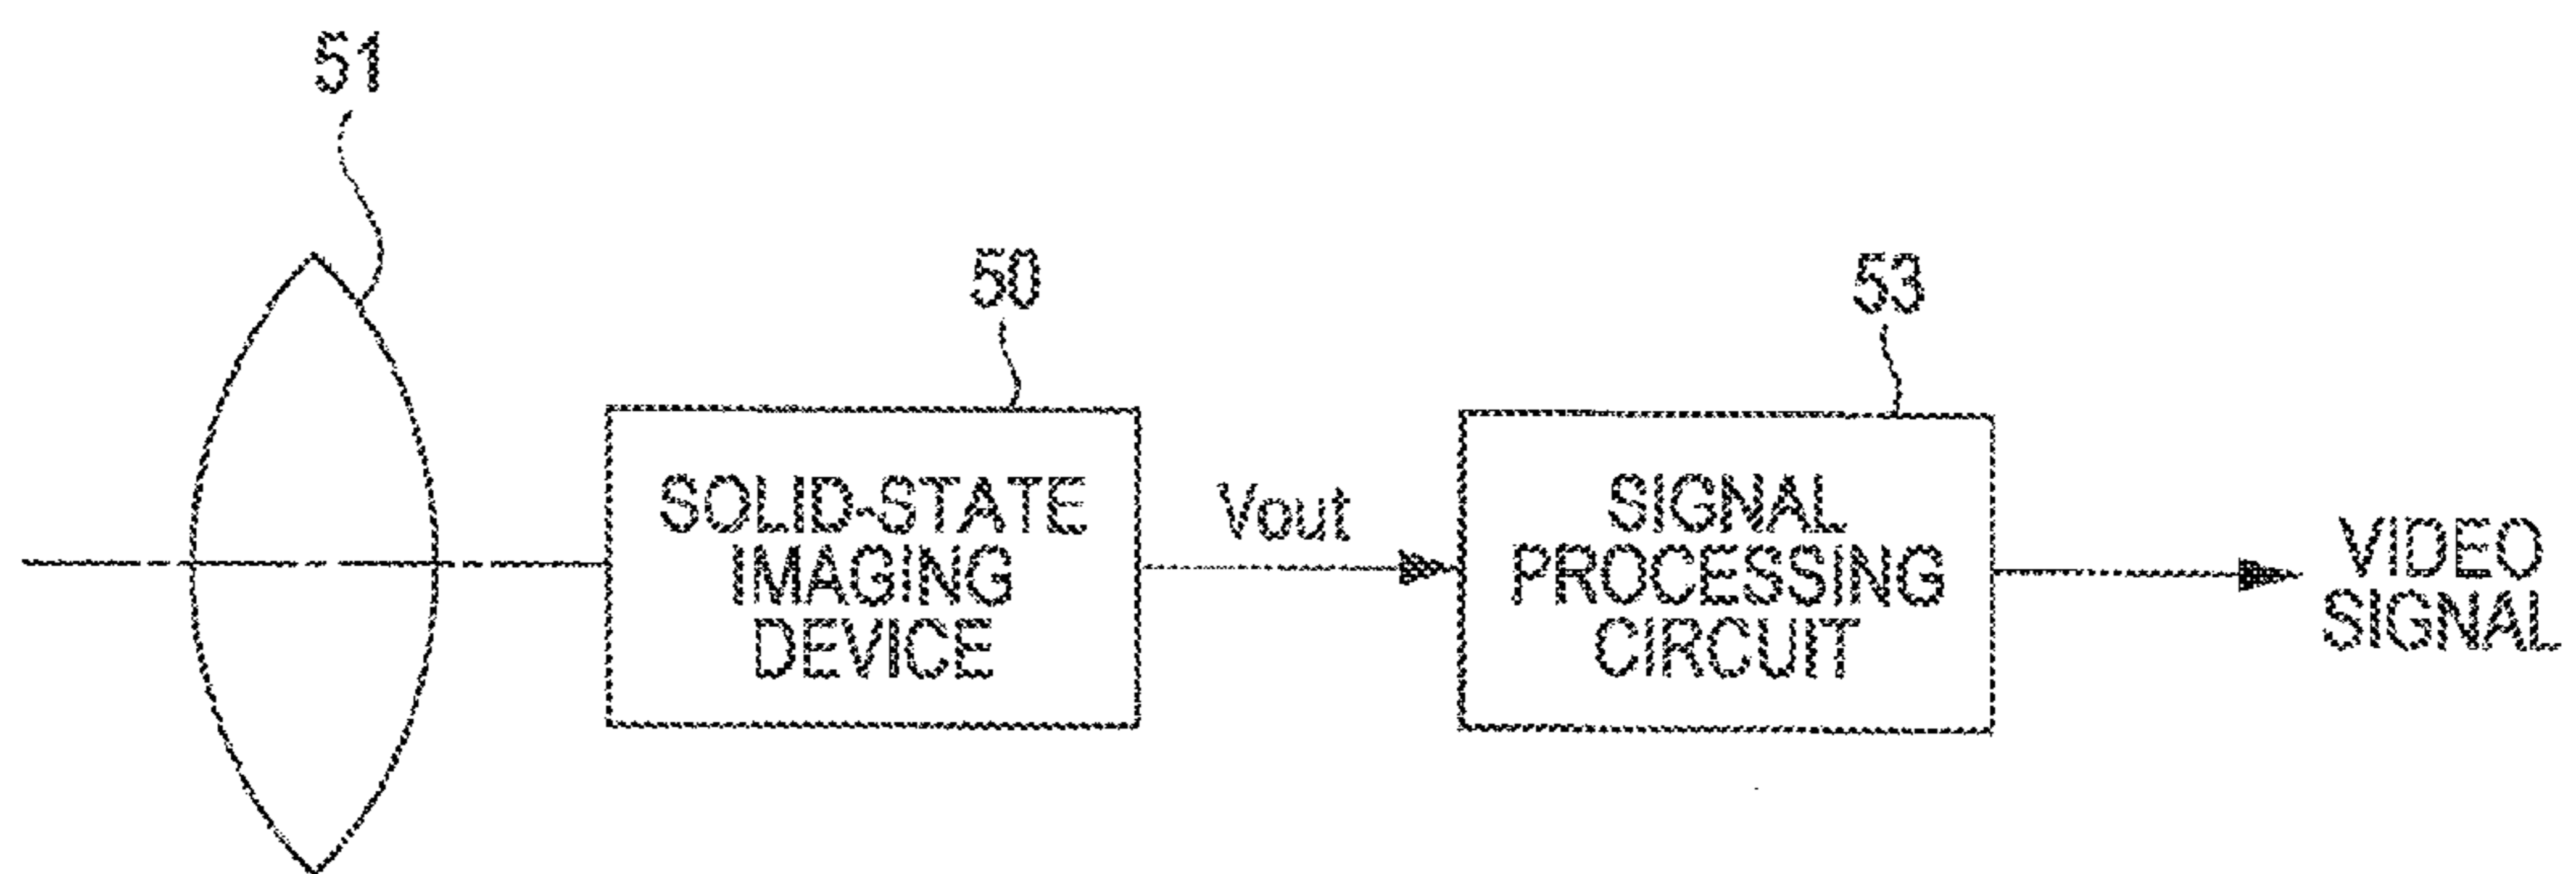 51
50
53
SOLID-STATE
IMAGING
DEVICE
Vout
SIGNAL
PROCESSING
CIRCUIT
VIDEO
SIGNAL